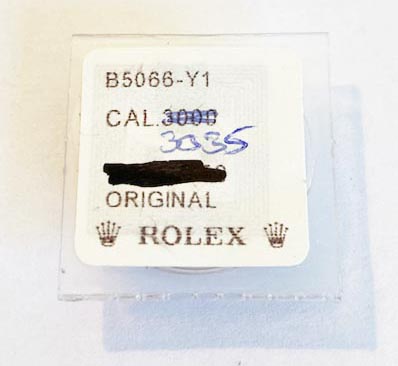 B5066-Y1
CAL.3000
3035
ORIGINAL
ROLEX